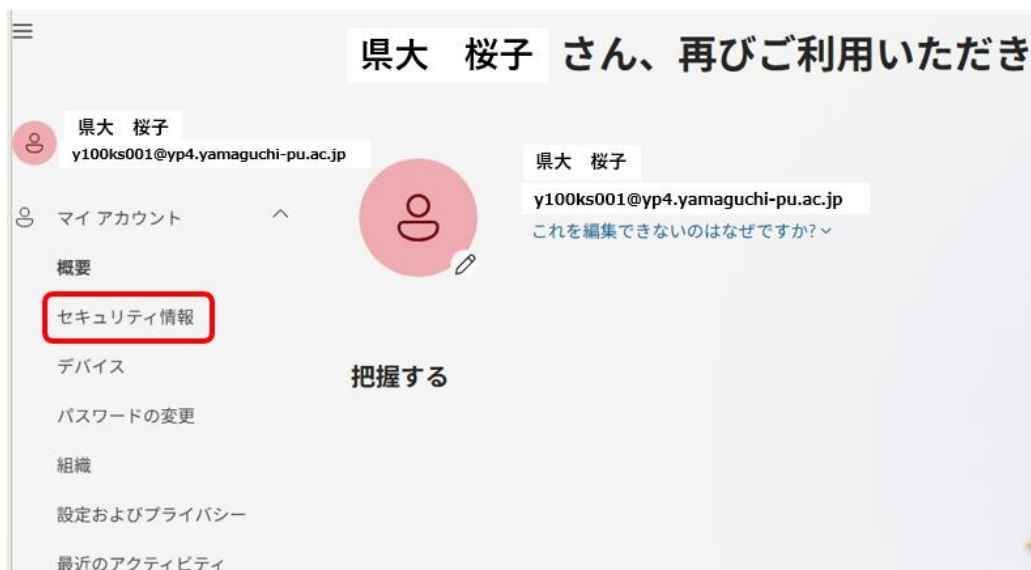 県大　桜子 さん、再びご利用いただき
県大　桜子
y100ks001@yp4.yamaguchi-pu.ac.jp
マイ アカウント
概要
セキュリティ情報
デバイス
パスワードの変更
組織
設定およびプライバシー
最近のアクティビティ
県大　桜子
y100ks001@yp4.yamaguchi-pu.ac.jp
これを編集できないのはなぜですか?
把握する